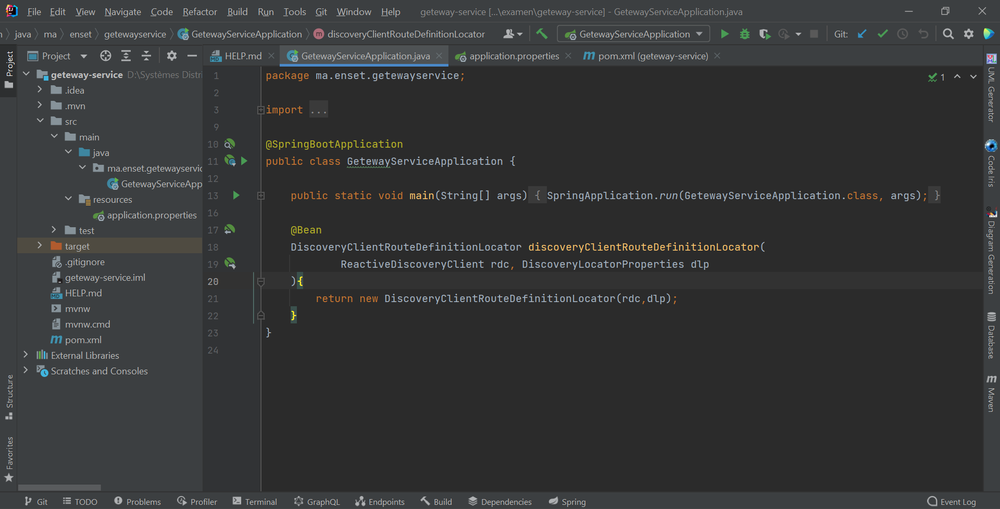 File Edit View Navigate Code Refactor Build Run Tools Git Window Help geteway-service [...\examen\geteway-service] - GetewayServiceApplication.java
java ma enset getewayservice GetewayServiceApplication m discoveryClientRouteDefinitionLocator GetewayServiceApplication Git:
Project HELP.md GetewayServiceApplication.java application.properties pom.xml (geteway-service)
Project
Structure
Favorites
geteway-service D:\Systèmes Distri
.idea
.mvn
src
main
java
ma.enset.getewayservic
GetewayServiceApp
resources
application.properties
test
target
.gitignore
geteway-service.iml
HELP.md
mvnw
mvnw.cmd
pom.xml
External Libraries
Scratches and Consoles
1 package ma.enset.getewayservice; 1
2
3 import ...
9
10 @SpringBootApplication
11 public class GetewayServiceApplication {
12
13 public static void main(String[] args) { SpringApplication.run(GetewayServiceApplication.class, args); }
16
17 @Bean
18 DiscoveryClientRouteDefinitionLocator discoveryClientRouteDefinitionLocator(
19 ReactiveDiscoveryClient rdc, DiscoveryLocatorProperties dlp
20 ){
21 return new DiscoveryClientRouteDefinitionLocator(rdc,dlp);
22 }
23 }
24
UML Generator
Code Iris
Diagram Generation
Database
Maven
Git TODO Problems Profiler Terminal GraphQL Endpoints Build Dependencies Spring Event Log